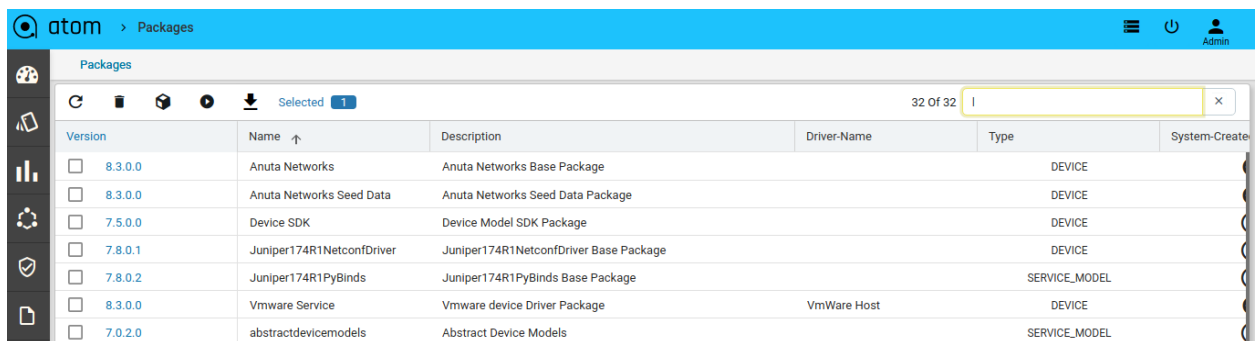 atom > Packages
Admin
Packages
Selected 1 32 Of 32 l ×
Version Name Description Driver-Name Type System-Create
8.3.0.0 Anuta Networks Anuta Networks Base Package DEVICE
8.3.0.0 Anuta Networks Seed Data Anuta Networks Seed Data Package DEVICE
7.5.0.0 Device SDK Device Model SDK Package DEVICE
7.8.0.1 Juniper174R1NetconfDriver Juniper174R1NetconfDriver Base Package DEVICE
7.8.0.2 Juniper174R1PyBinds Juniper174R1PyBinds Base Package SERVICE_MODEL
8.3.0.0 Vmware Service Vmware device Driver Package VmWare Host DEVICE
7.0.2.0 abstractdevicemodels Abstract Device Models SERVICE_MODEL